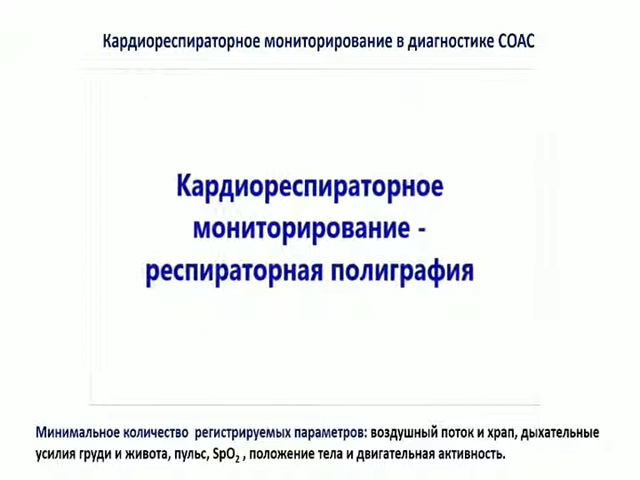 Кардиореспираторное мониторирование в диагностике СОАС
Кардиореспираторное
мониторирование -
респираторная полиграфия
Минимальное количество регистрируемых параметров: воздушный поток и храп, дыхательные
усилия груди и живота, пульс, SpO₂ , положение тела и двигательная активность.